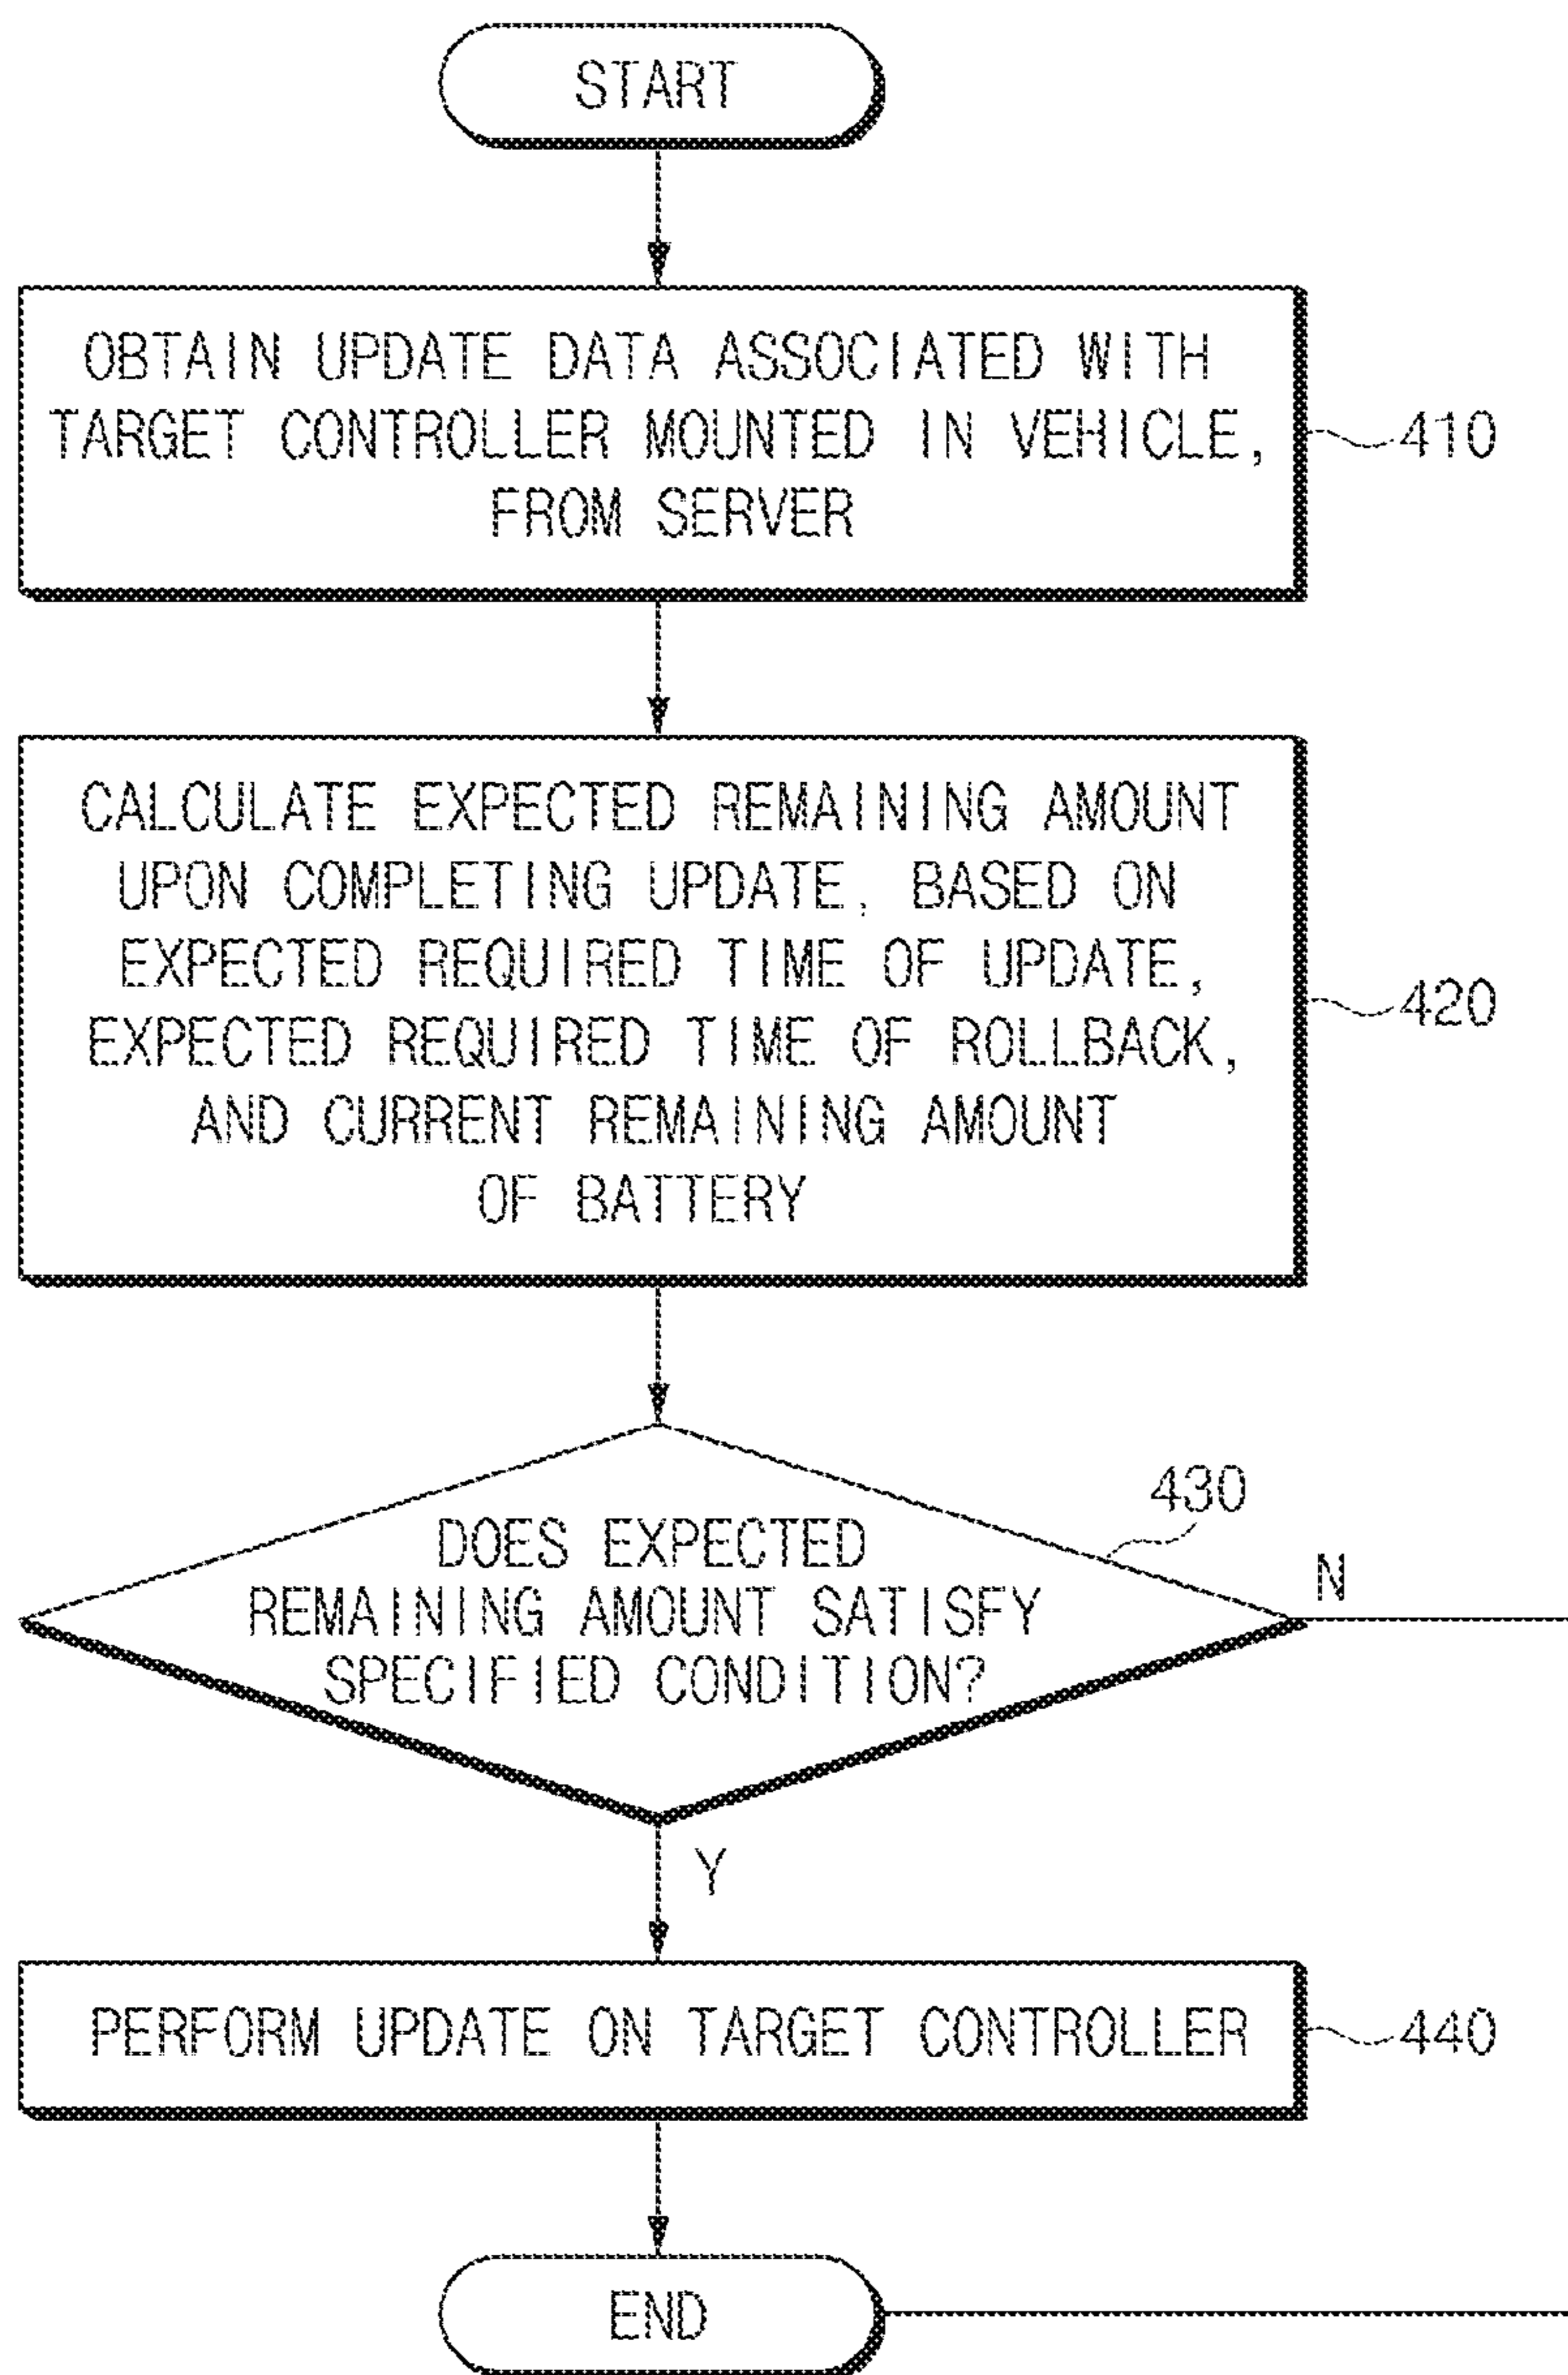 START
OBTAIN UPDATE DATA ASSOCIATED WITH
TARGET CONTROLLER MOUNTED IN VEHICLE,
FROM SERVER
410
CALCULATE EXPECTED REMAINING AMOUNT
UPON COMPLETING UPDATE, BASED ON
EXPECTED REQUIRED TIME OF UPDATE,
EXPECTED REQUIRED TIME OF ROLLBACK,
AND CURRENT REMAINING AMOUNT
OF BATTERY
420
430
DOES EXPECTED
REMAINING AMOUNT SATISFY
SPECIFIED CONDITION?
N
Y
PERFORM UPDATE ON TARGET CONTROLLER
440
END